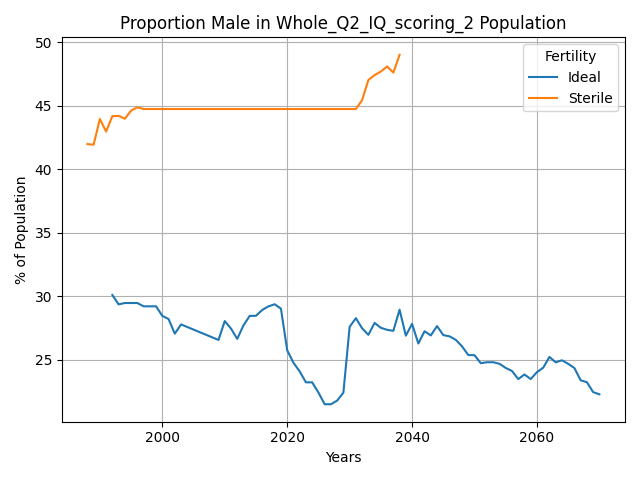 Proportion Male in Whole_Q2_IQ_scoring_2 Population
% of Population
50
45
40
35
30
25
Fertility
Ideal
Sterile
2000
2020
2040
2060
Years